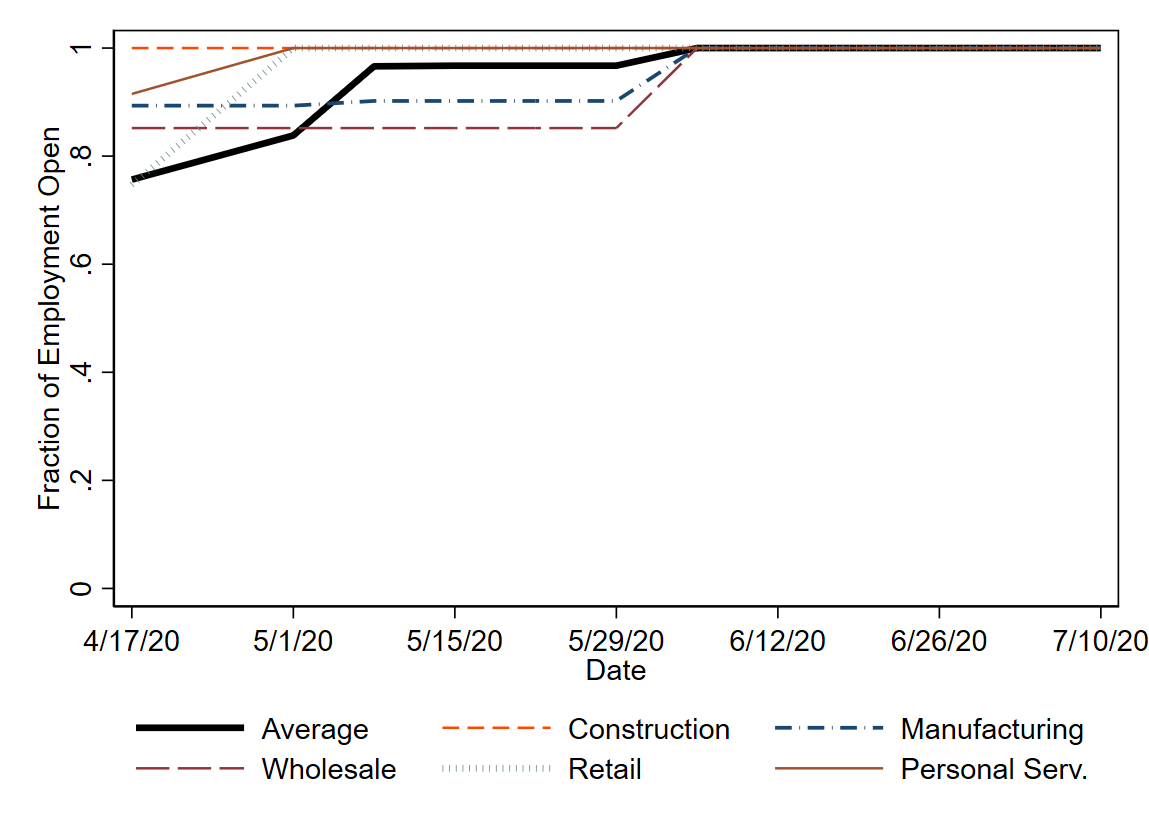 Fraction of Employment Open
1
.8
.6
.4
.2
0
4/17/20 5/1/20 5/15/20 5/29/20 6/12/20 6/26/20 7/10/20
Date
Average Construction Manufacturing
Wholesale Retail Personal Serv.